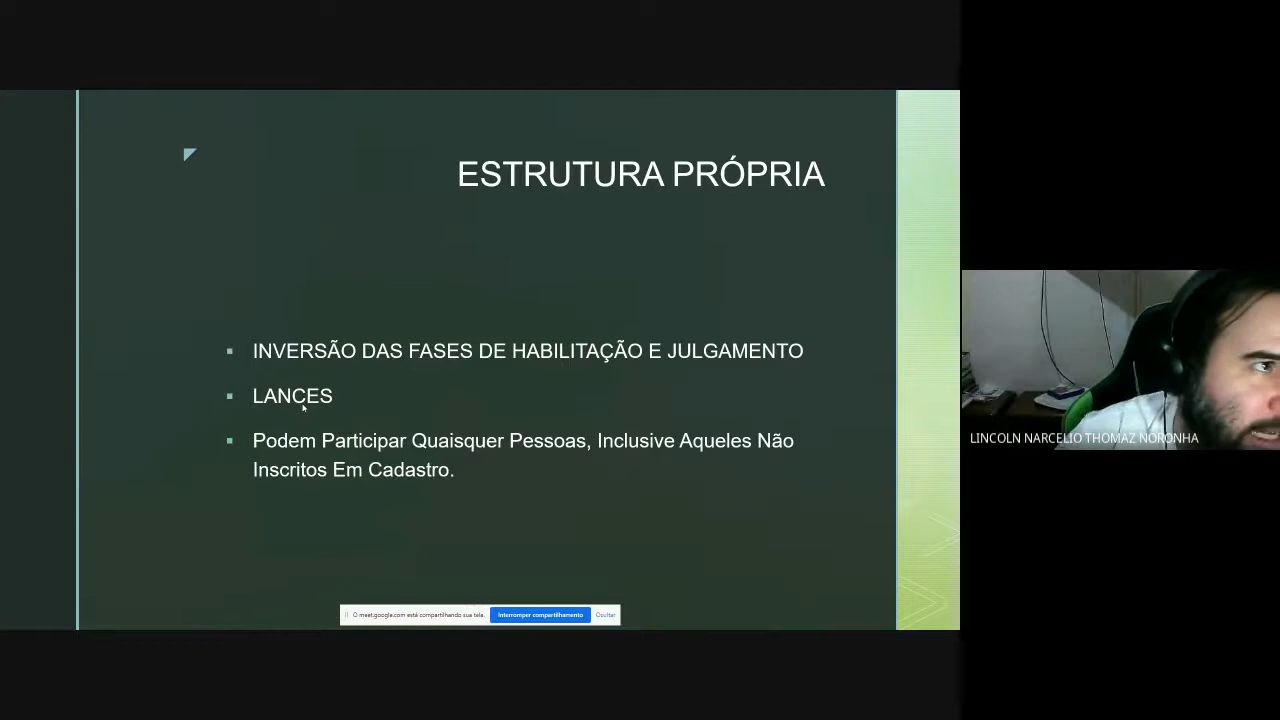 ESTRUTURA PRÓPRIA
INVERSÃO DAS FASES DE HABILITAÇÃO E JULGAMENTO
LANCES
Podem Participar Quaisquer Pessoas, Inclusive Aqueles Não
Inscritos Em Cadastro.
O meet.google.com está compartilhando sua tela.
Interromper compartilhamento
Ocultar
LINCOLN NARCELIO THOMAZ NORONHA